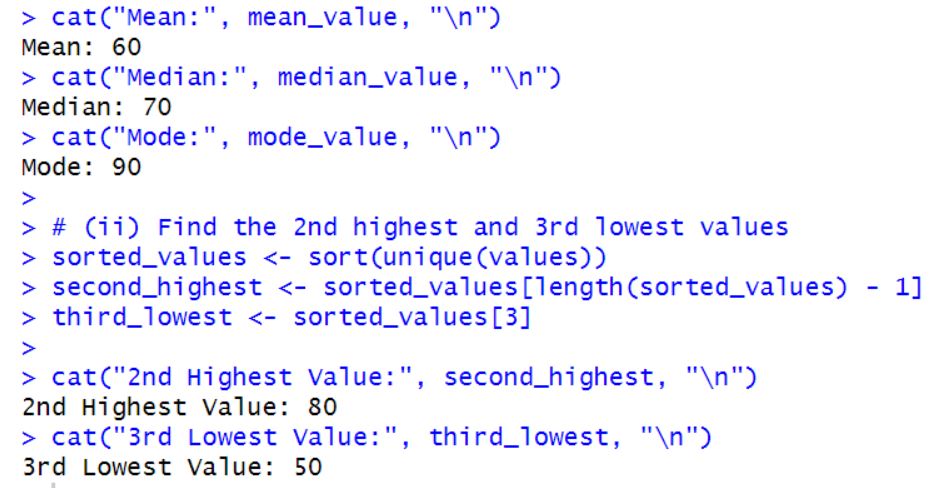 > cat("Mean:", mean_value, "\n")
Mean: 60
> cat("Median:", median_value, "\n")
Median: 70
> cat("Mode:", mode_value, "\n")
Mode: 90
>
> # (ii) Find the 2nd highest and 3rd lowest values
> sorted_values <- sort(unique(values))
> second_highest <- sorted_values[length(sorted_values) - 1]
> third_lowest <- sorted_values[3]
>
> cat("2nd Highest Value:", second_highest, "\n")
2nd Highest Value: 80
> cat("3rd Lowest Value:", third_lowest, "\n")
3rd Lowest Value: 50